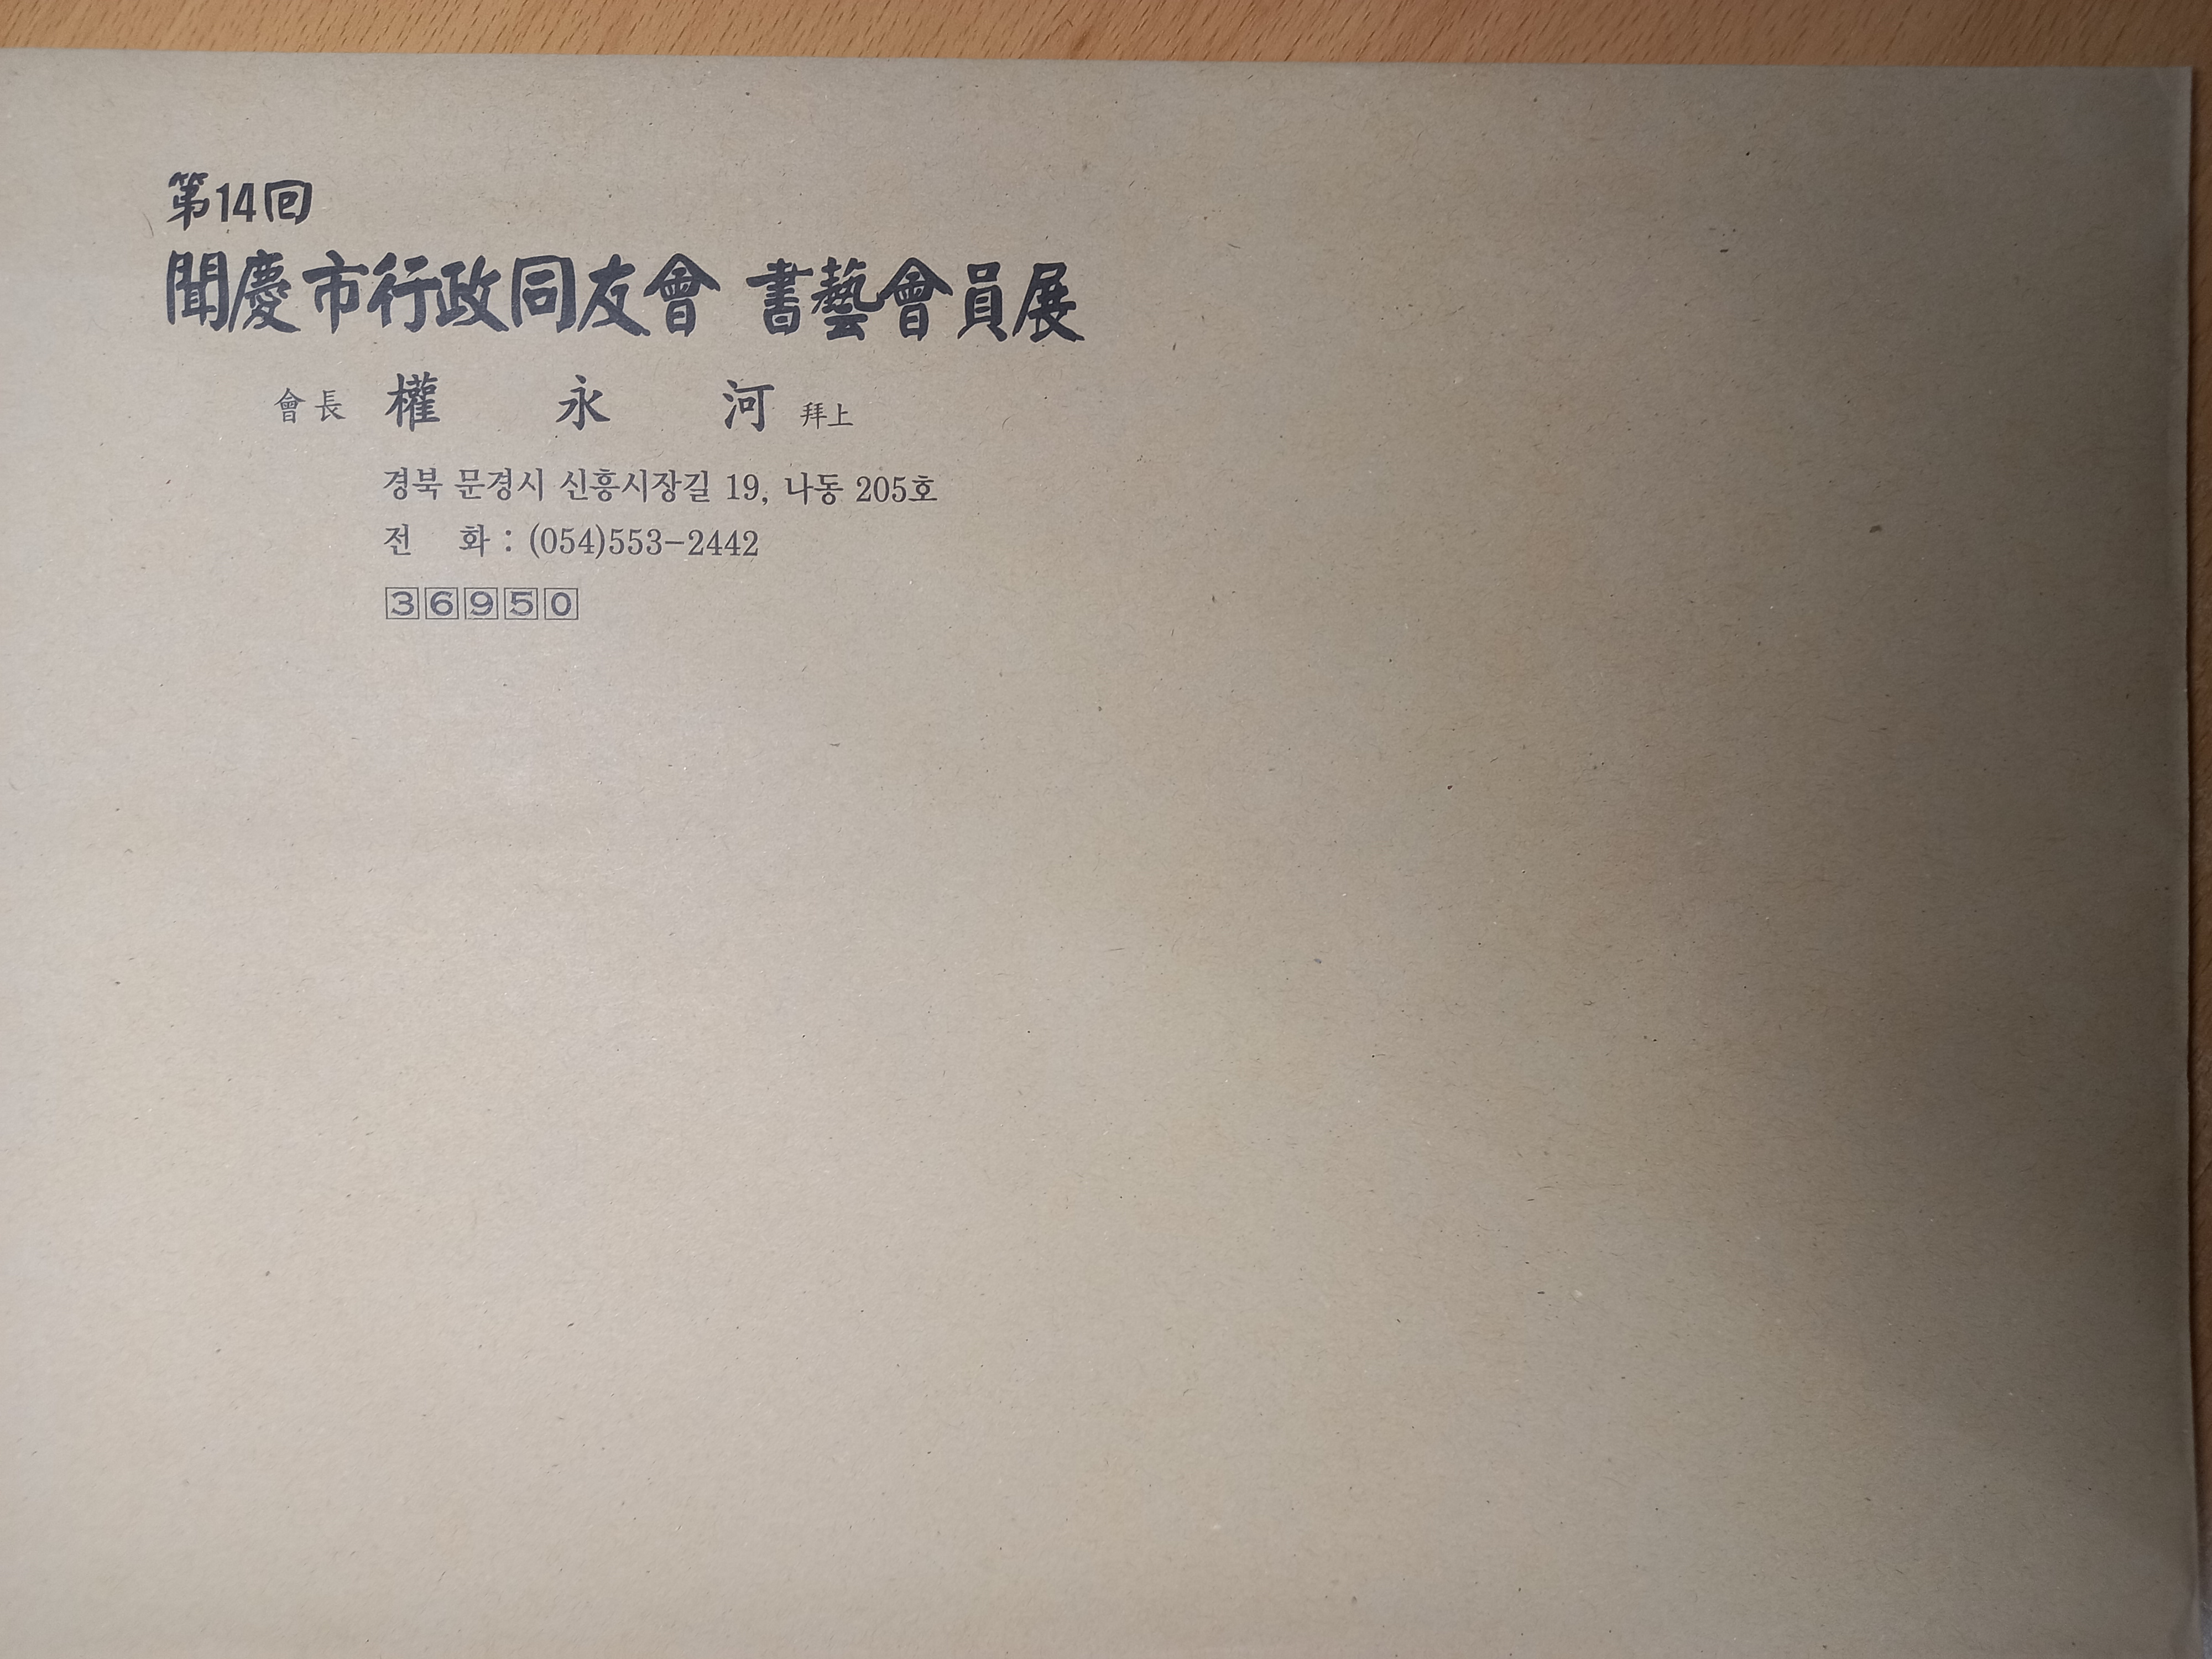 第14回
聞慶市行政同友會 書藝會員展
會長 權 永 河 拜上
경북 문경시 신흥시장길 19, 나동 205호
전 화 : (054)553-2442
36950